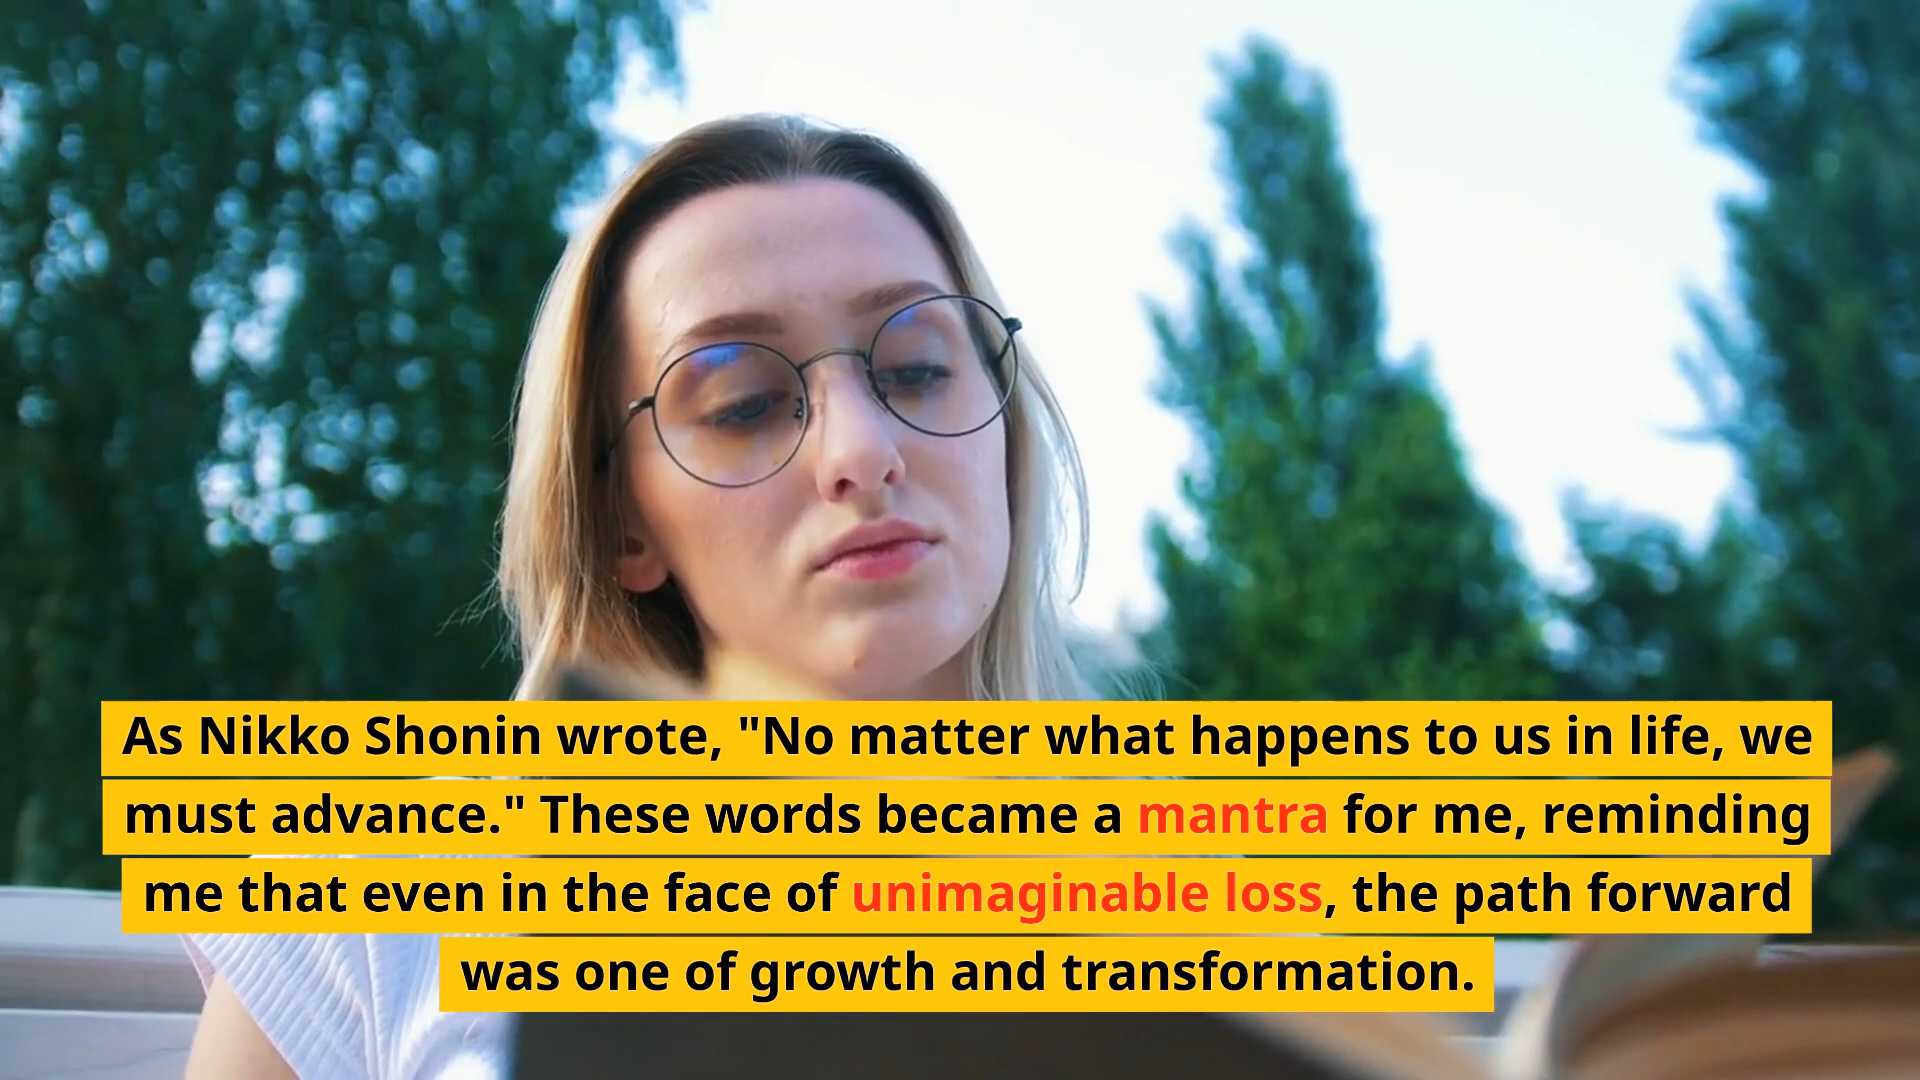 As Nikko Shonin wrote, "No matter what happens to us in life, we
must advance." These words became a mantra for me, reminding
me that even in the face of unimaginable loss, the path forward
was one of growth and transformation.